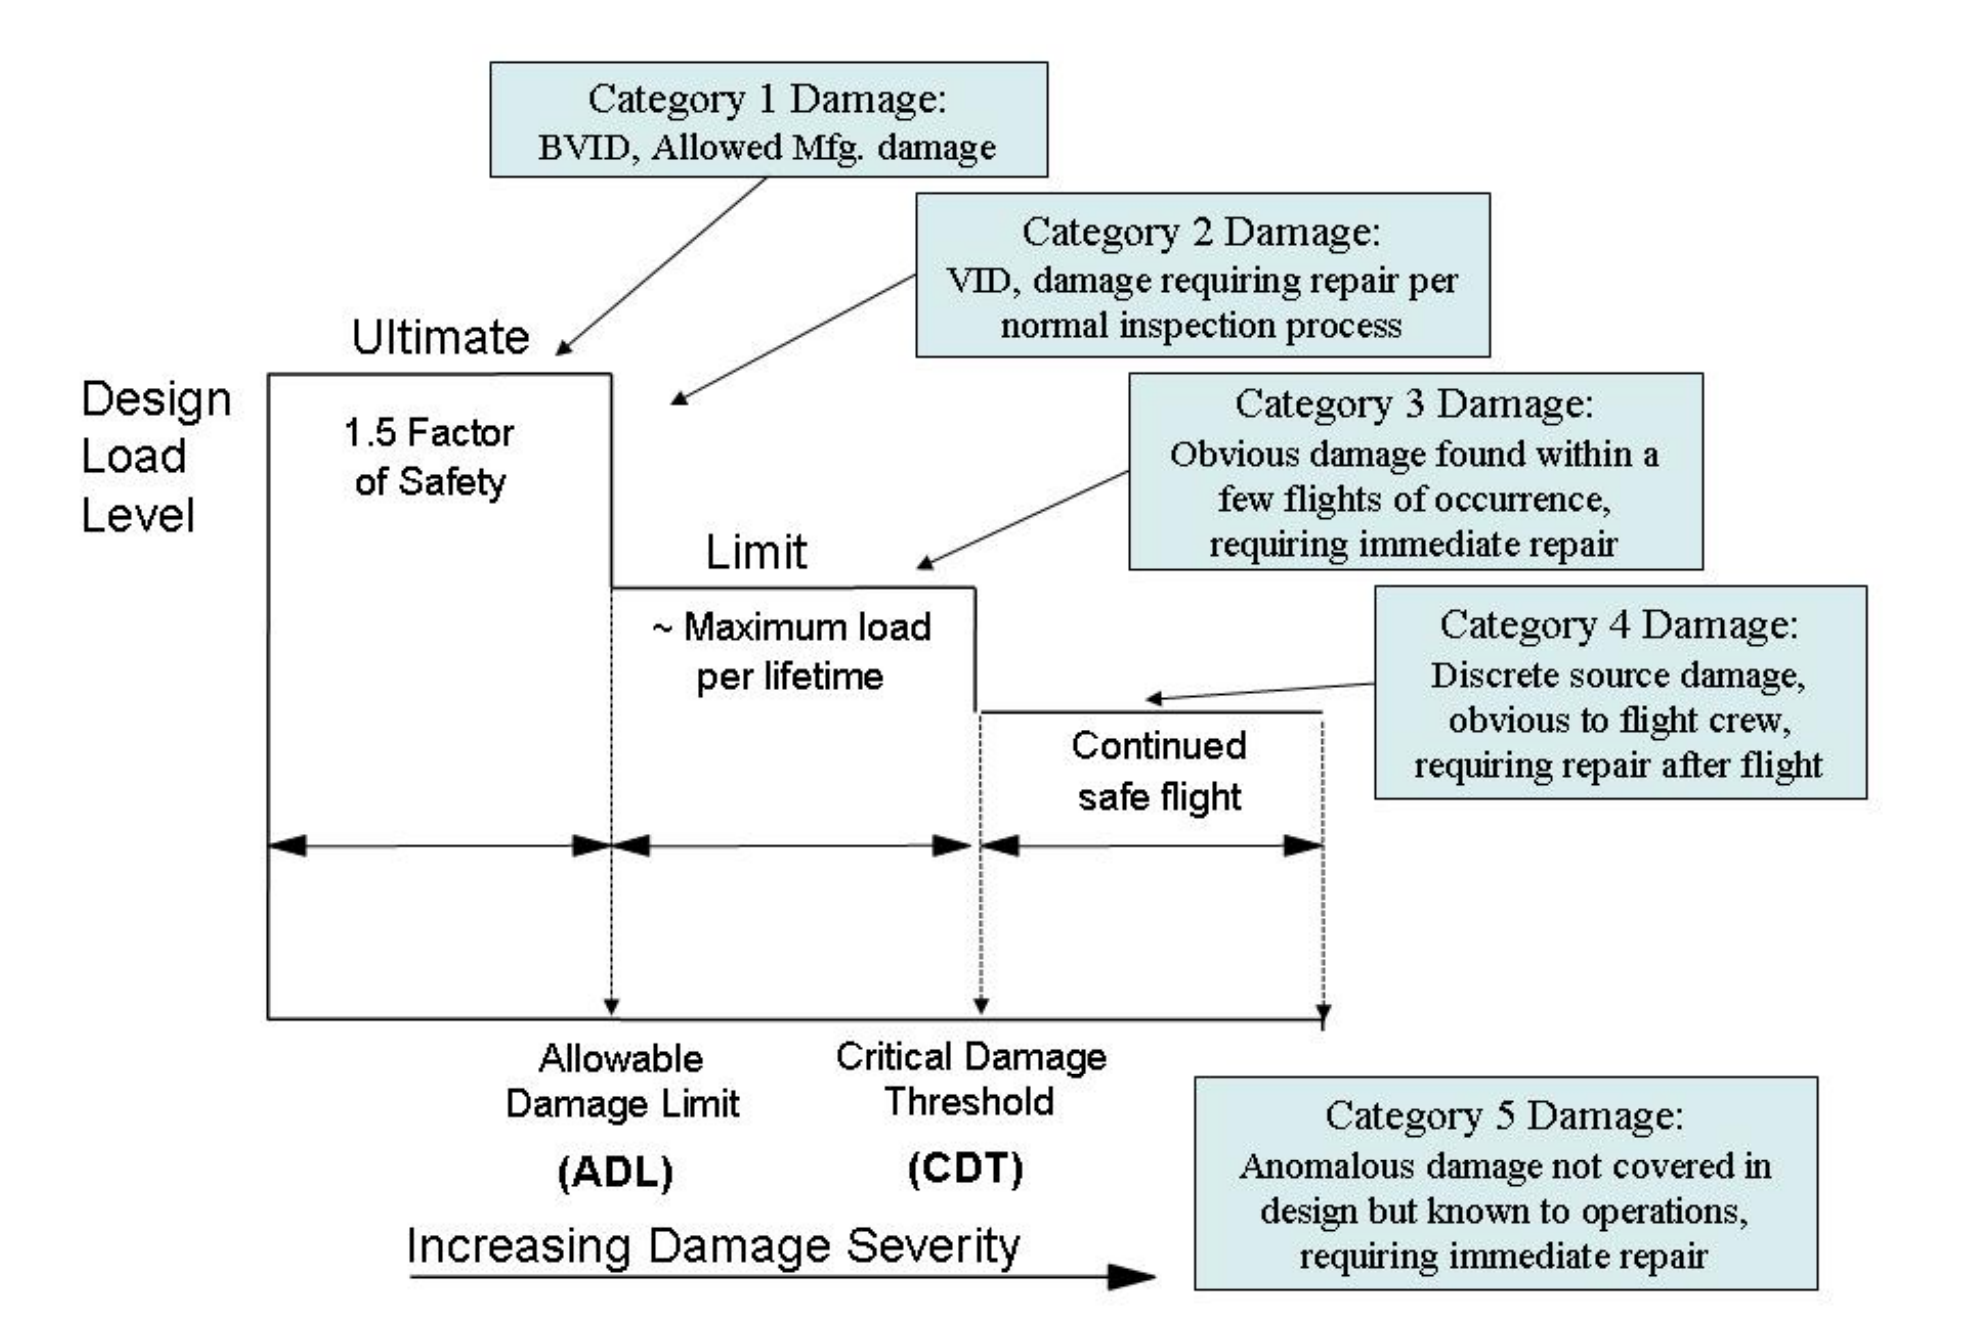 Category 1 Damage:
BVID, Allowed Mfg. damage
Category 2 Damage:
VID, damage requiring repair per
normal inspection process
Ultimate
Design
Load
Level
1.5 Factor
of Safety
Category 3 Damage:
Obvious damage found within a
few flights of occurrence,
requiring immediate repair
Limit
~ Maximum load
per lifetime
Category 4 Damage:
Discrete source damage,
obvious to flight crew,
requiring repair after flight
Continued
safe flight
Allowable
Damage Limit
(ADL)
Critical Damage
Threshold
(CDT)
Increasing Damage Severity
Category 5 Damage:
Anomalous damage not covered in
design but known to operations,
requiring immediate repair